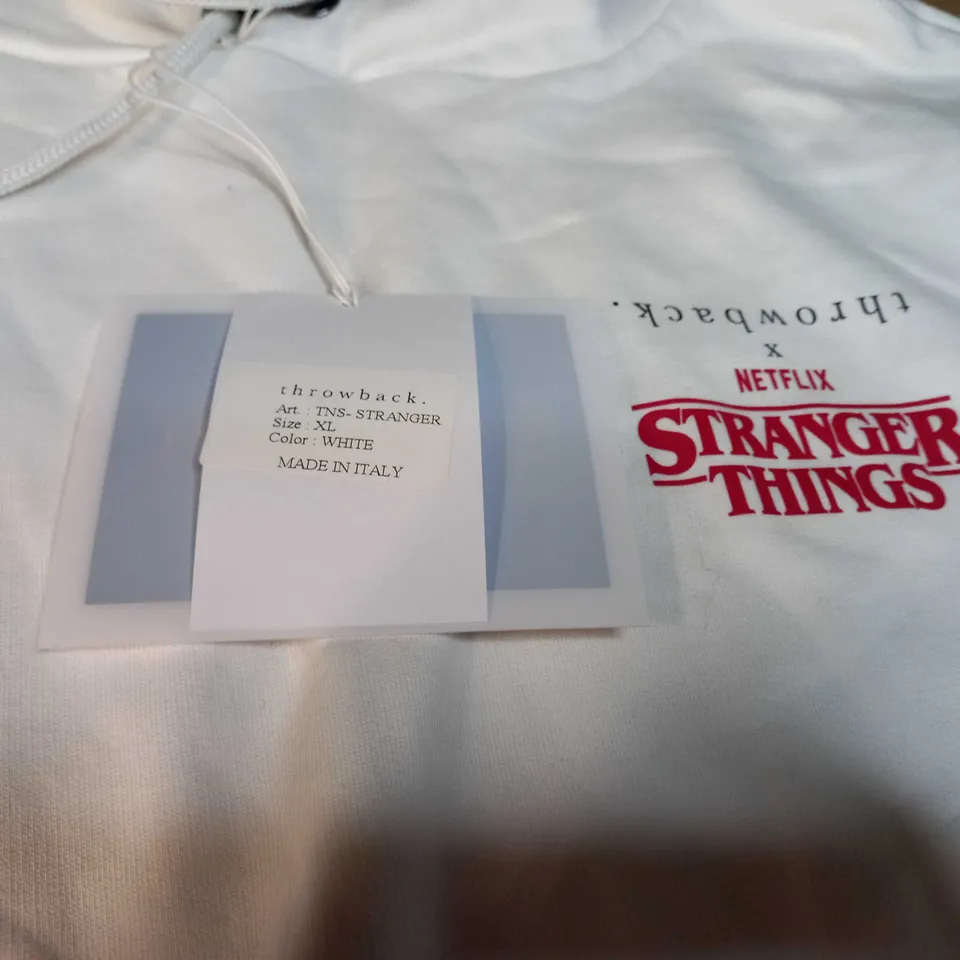 throwback.
Art. : TNS- STRANGER
Size : XL
Color : WHITE
MADE IN ITALY
throwback.
x
NETFLIX
STRANGER
THINGS